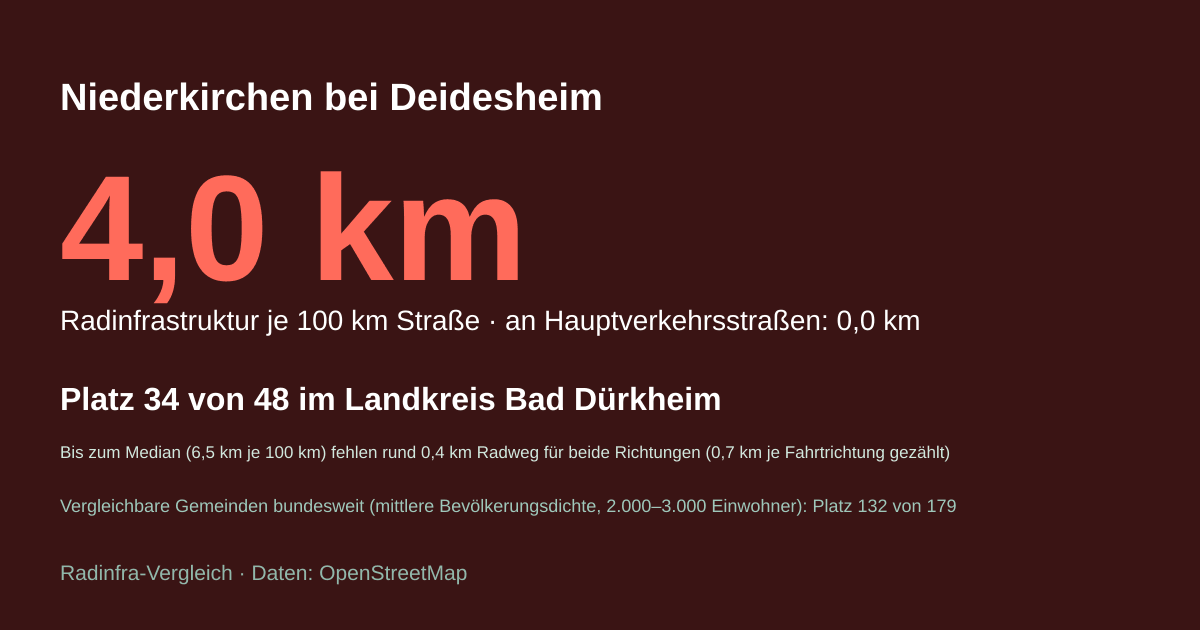 Niederkirchen bei Deidesheim
4,0 km
Radinfrastruktur je 100 km Straße · an Hauptverkehrsstraßen: 0,0 km
Platz 34 von 48 im Landkreis Bad Dürkheim
Bis zum Median (6,5 km je 100 km) fehlen rund 0,4 km Radweg für beide Richtungen (0,7 km je Fahrtrichtung gezählt)
Vergleichbare Gemeinden bundesweit (mittlere Bevölkerungsdichte, 2.000–3.000 Einwohner): Platz 132 von 179
Radinfra-Vergleich · Daten: OpenStreetMap